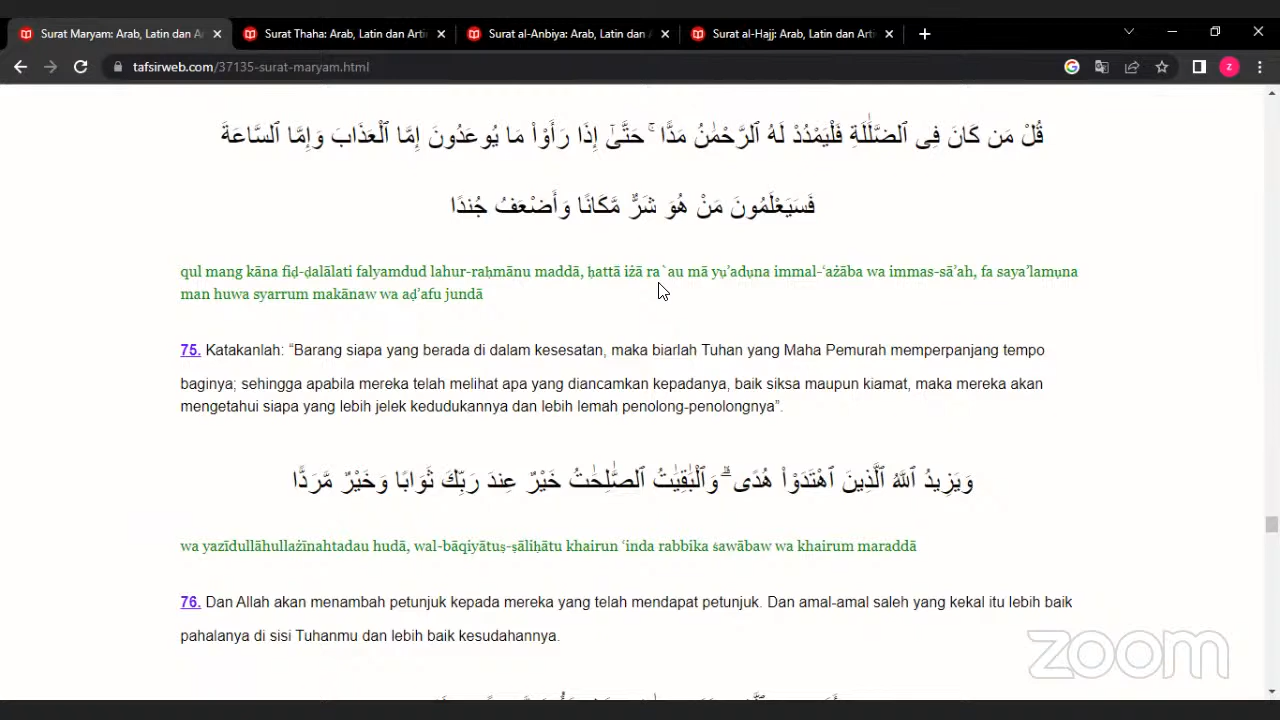 Surat Maryam: Arab, Latin dan Ar
Surat Thaha: Arab, Latin dan Arti
Surat al-Anbiya: Arab, Latin dan A
Surat al-Hajj: Arab, Latin dan Arti
tafsirweb.com/37135-surat-maryam.html
قُلْ مَن كَانَ فِى ٱلضَّلَٰلَةِ فَلْيَمْدُدْ لَهُ ٱلرَّحْمَٰنُ مَدًّا ۚ حَتَّىٰٓ إِذَا رَأَوْا۟ مَا يُوعَدُونَ إِمَّا ٱلْعَذَابَ وَإِمَّا ٱلسَّاعَةَ
فَسَيَعْلَمُونَ مَنْ هُوَ شَرٌّ مَّكَانًا وَأَضْعَفُ جُندًا
qul mang kāna fiḍ-ḍalālati falyamdud lahur-raḥmānu maddā, ḥattā iżā ra`au mā yụ'adụna immal-'ażāba wa immas-sā'ah, fa saya'lamụna
man huwa syarrum makānaw wa aḍ'afu jundā
75. Katakanlah: “Barang siapa yang berada di dalam kesesatan, maka biarlah Tuhan yang Maha Pemurah memperpanjang tempo
baginya; sehingga apabila mereka telah melihat apa yang diancamkan kepadanya, baik siksa maupun kiamat, maka mereka akan
mengetahui siapa yang lebih jelek kedudukannya dan lebih lemah penolong-penolongnya”.
وَيَزِيدُ ٱللَّهُ ٱلَّذِينَ ٱهْتَدَوْا۟ هُدًى ۗ وَٱلْبَٰقِيَٰتُ ٱلصَّٰلِحَٰتُ خَيْرٌ عِندَ رَبِّكَ ثَوَابًا وَخَيْرٌ مَّرَدًّا
wa yazīdullāhullażīnahtadau hudā, wal-bāqiyātuṣ-ṣāliḥātu khairun 'inda rabbika ṡawābaw wa khairum maraddā
76. Dan Allah akan menambah petunjuk kepada mereka yang telah mendapat petunjuk. Dan amal-amal saleh yang kekal itu lebih baik
pahalanya di sisi Tuhanmu dan lebih baik kesudahannya.
zoom